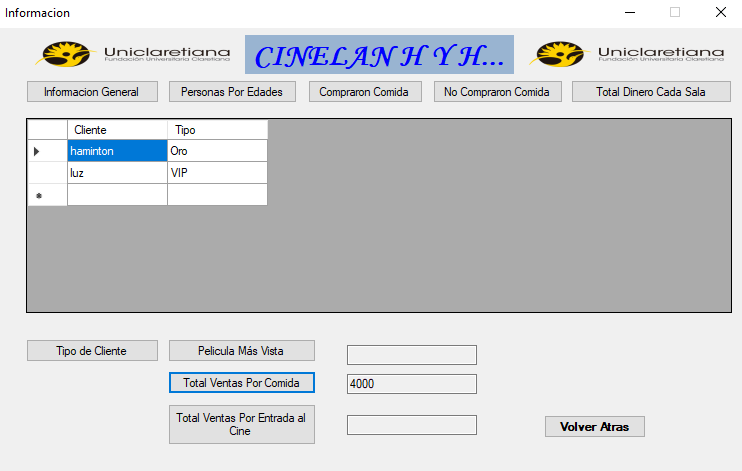 Informacion
Uniclaretiana
Fundación Universitaria Claretiana
CINELAN H Y H...
Uniclaretiana
Fundación Universitaria Claretiana
Informacion General
Personas Por Edades
Compraron Comida
No Compraron Comida
Total Dinero Cada Sala
Cliente Tipo
haminton Oro
luz VIP
Tipo de Cliente
Pelicula Más Vista
Total Ventas Por Comida
4000
Total Ventas Por Entrada al
Cine
Volver Atras